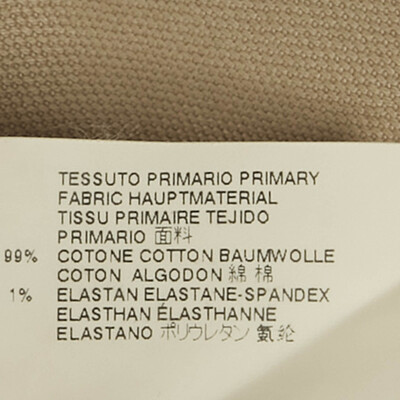 TESSUTO PRIMARIO PRIMARY
FABRIC HAUPTMATERIAL
TISSU PRIMAIRE TEJIDO
PRIMARIO 面料
99% COTONE COTTON BAUMWOLLE
COTON ALGODON 綿 棉
1% ELASTAN ELASTANE-SPANDEX
ELASTHAN ÉLASTHANNE
ELASTANO ポリウレタン 氨纶